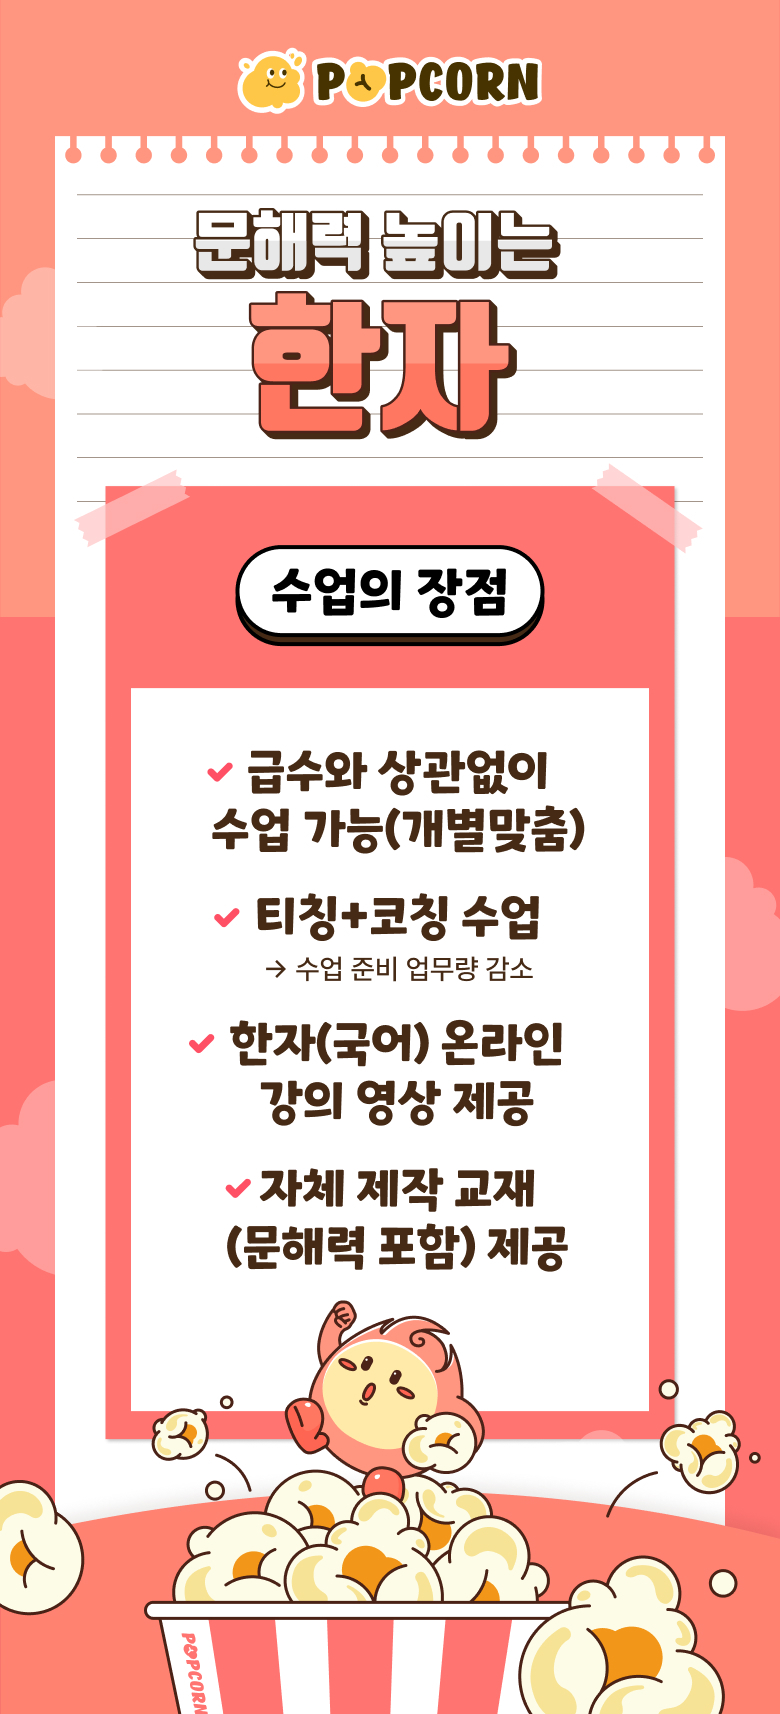 POPCORN
문해력 높이는
한자
수업의 장점
급수와 상관없이
수업 가능(개별맞춤)
티칭+코칭 수업
→ 수업 준비 업무량 감소
한자(국어) 온라인
강의 영상 제공
자체 제작 교재
(문해력 포함) 제공
POPCORN